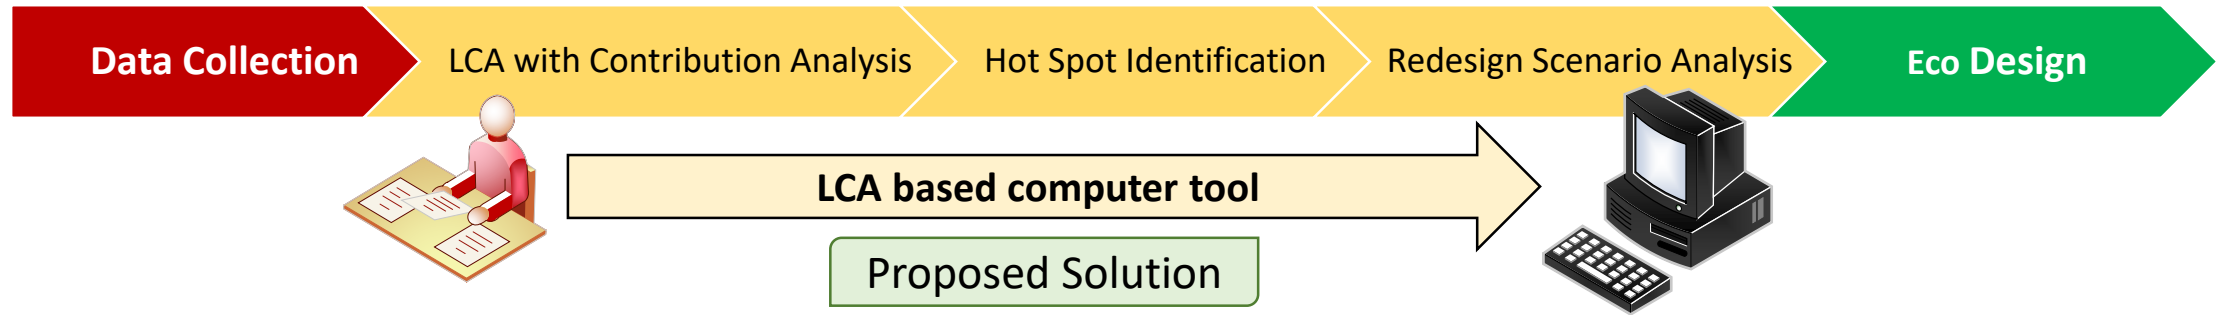 Data Collection
LCA with Contribution Analysis
Hot Spot Identification
Redesign Scenario Analysis
Eco Design
LCA based computer tool
Proposed Solution